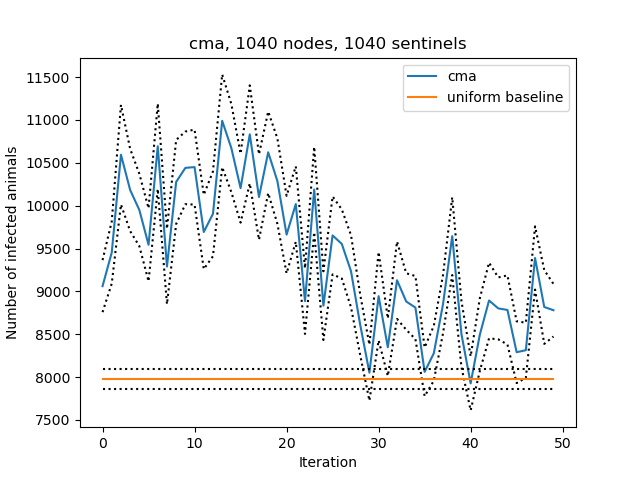 cma, 1040 nodes, 1040 sentinels
cma
uniform baseline
Number of infected animals
11500
11000
10500
10000
9500
9000
8500
8000
7500
0 10 20 30 40 50
Iteration